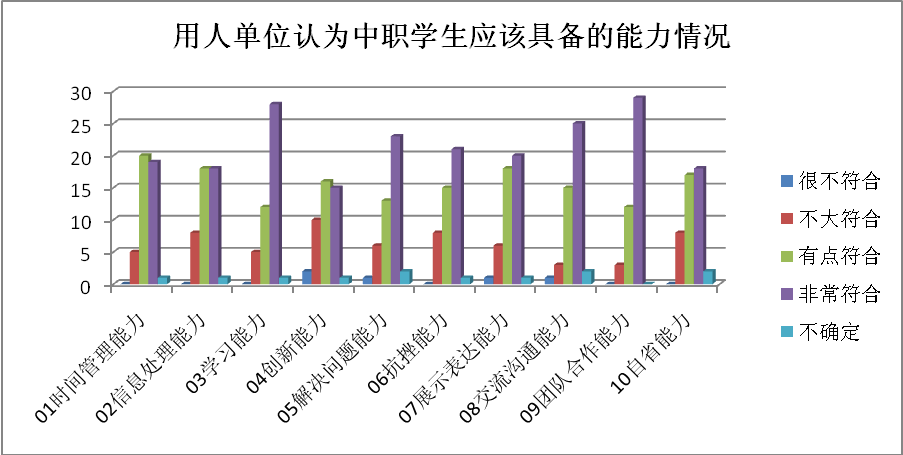 用人单位认为中职学生应该具备的能力情况
30
25
20
15
10
5
0
01时间管理能力
02信息处理能力
03学习能力
04创新能力
05解决问题能力
06抗挫能力
07展示表达能力
08交流沟通能力
09团队合作能力
10自省能力
很不符合
不大符合
有点符合
非常符合
不确定